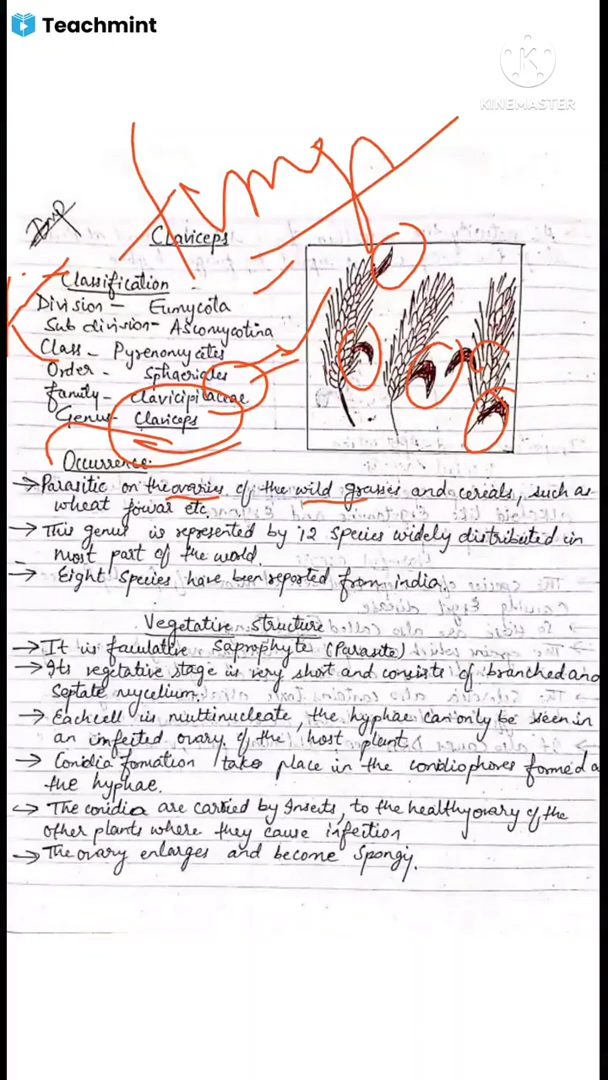 Teachmint
KINEMASTER
Imp
Imp
Claviceps
Classification
Division - Eumycota
Sub division - Ascomycotina
Class - Pyrenomycetes
Order - Sphaeriales
family - Clavicipitaceae
Genus - Claviceps
Occurrence:
→ Parasitic on the ovaries of the wild grasses and cereals, such as
wheat etc.
→ This genus is represented by 12 species widely distributed in
most part of the world.
→ Eight Species have been reported from india.
Vegetative Structure
→ It is facultative Saprophyte (Parasite)
→ Its vegetative stage is very short and consists of branched and
Septate mycelium.
→ Each cell is multinucleate, the hyphae can only be seen in
an infected ovary of the host plant.
→ Conidia fomation take place in the conidiophores formed
the hyphae.
→ The conidia are carried by Insects, to the healthy ovary of the
other plants where they cause infection
→ The ovary enlarges and become Spongy.